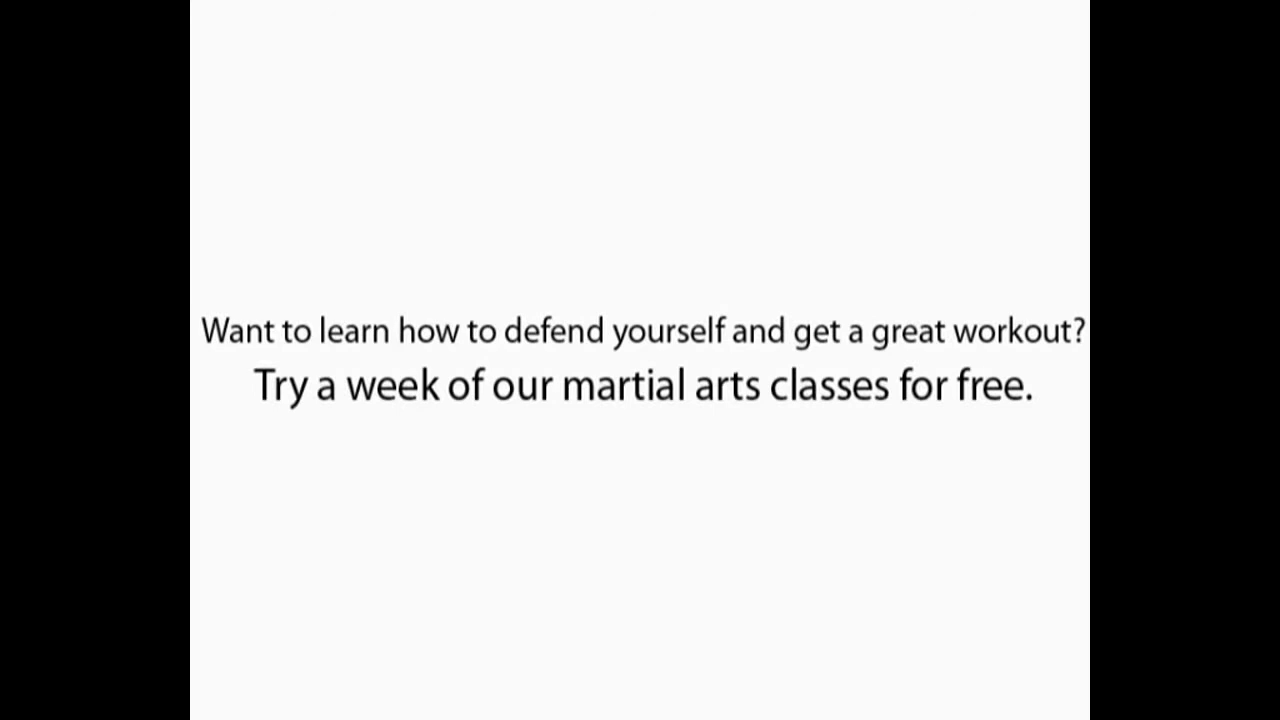 Want to learn how to defend yourself and get a great workout?
Try a week of our martial arts classes for free.